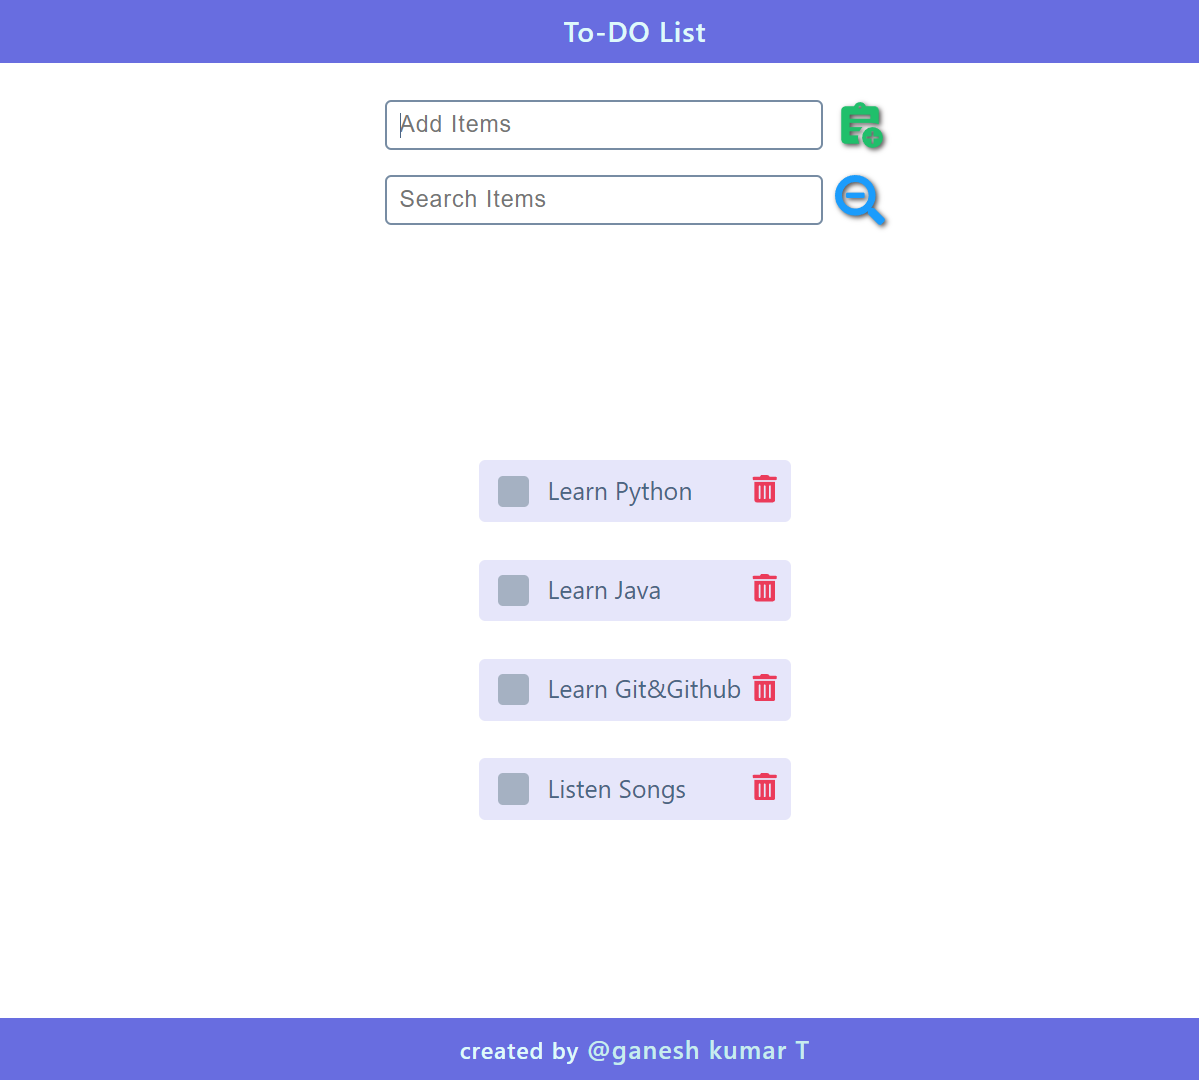 To-DO List
Add Items
Search Items
Learn Python
Learn Java
Learn Git&Github
Listen Songs
created by @ganesh kumar T